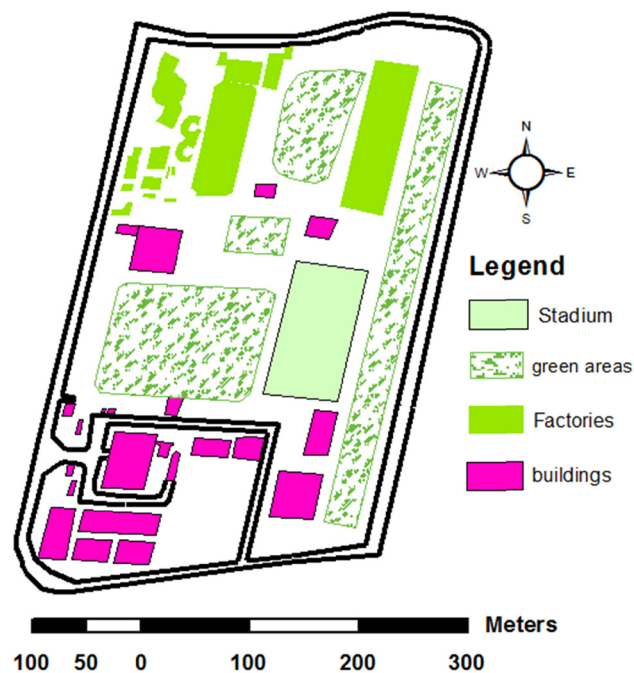 N
W E
S
Legend
Stadium
green areas
Factories
buildings
Meters
100 50 0 100 200 300